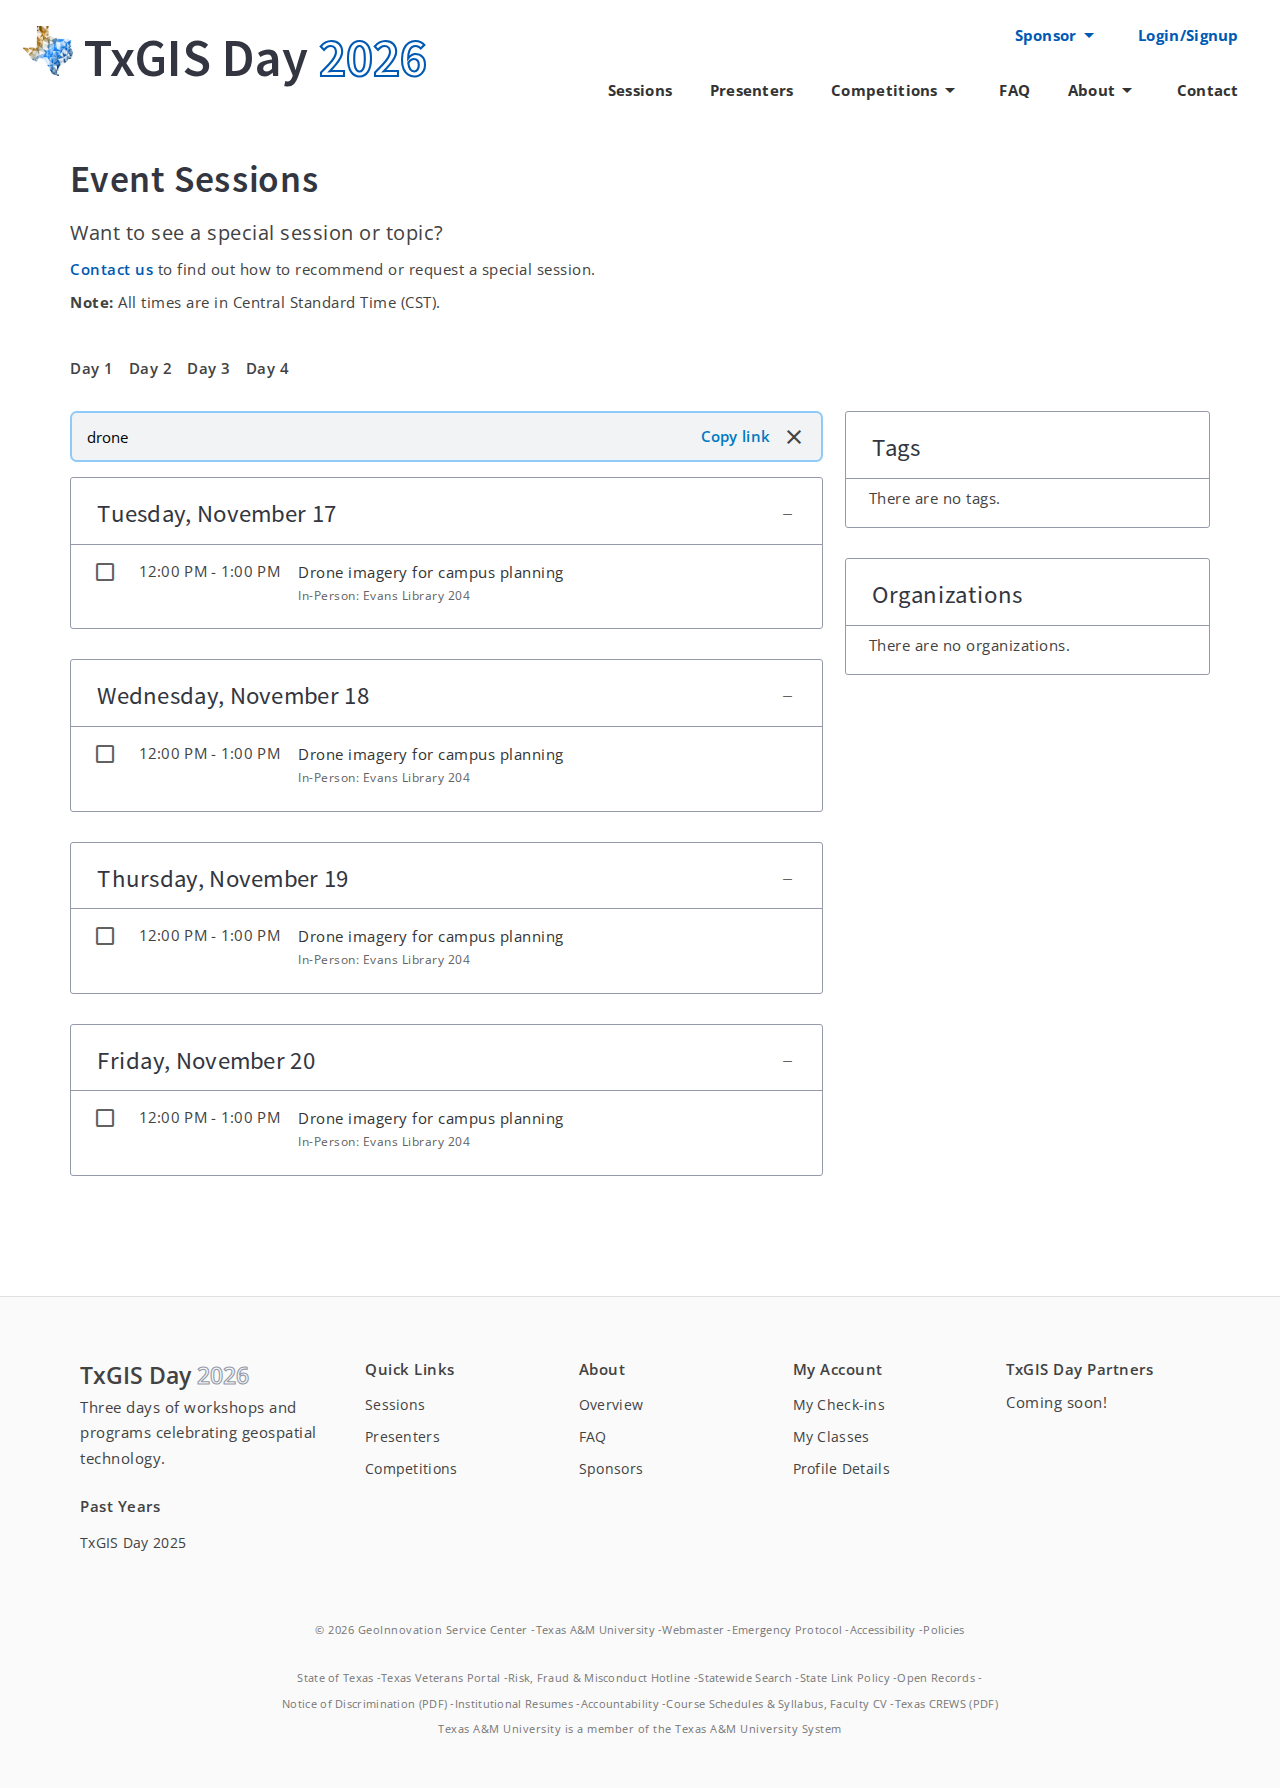 TxGIS Day 2026
Sponsor
Login/Signup
Sessions
Presenters
Competitions
FAQ
About
Contact
Event Sessions
Want to see a special session or topic?
Contact us to find out how to recommend or request a special session.
Note: All times are in Central Standard Time (CST).
Day 1 Day 2 Day 3 Day 4
drone
Copy link
Tuesday, November 17
12:00 PM - 1:00 PM Drone imagery for campus planning
In-Person: Evans Library 204
Wednesday, November 18
12:00 PM - 1:00 PM Drone imagery for campus planning
In-Person: Evans Library 204
Thursday, November 19
12:00 PM - 1:00 PM Drone imagery for campus planning
In-Person: Evans Library 204
Friday, November 20
12:00 PM - 1:00 PM Drone imagery for campus planning
In-Person: Evans Library 204
Tags
There are no tags.
Organizations
There are no organizations.
TxGIS Day 2026
Three days of workshops and
programs celebrating geospatial
technology.
Past Years
TxGIS Day 2025
Quick Links
Sessions
Presenters
Competitions
About
Overview
FAQ
Sponsors
My Account
My Check-ins
My Classes
Profile Details
TxGIS Day Partners
Coming soon!
© 2026 GeoInnovation Service Center -Texas A&M University -Webmaster -Emergency Protocol -Accessibility -Policies
State of Texas -Texas Veterans Portal -Risk, Fraud & Misconduct Hotline -Statewide Search -State Link Policy -Open Records -
Notice of Discrimination (PDF) -Institutional Resumes -Accountability -Course Schedules & Syllabus, Faculty CV -Texas CREWS (PDF)
Texas A&M University is a member of the Texas A&M University System